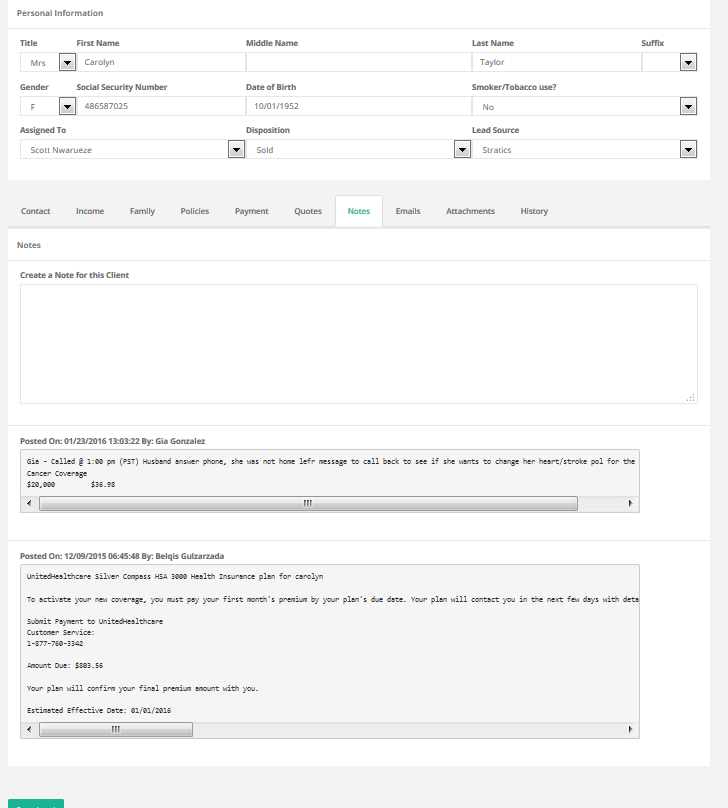 Personal Information
Title First Name Middle Name Last Name Suffix
Mrs Carolyn Taylor
Gender Social Security Number Date of Birth Smoker/Tobacco use?
F 486587025 10/01/1952 No
Assigned To Disposition Lead Source
Scott Nwarueze Sold Stratics
Contact Income Family Policies Payment Quotes Notes Emails Attachments History
Notes
Create a Note for this Client
Posted On: 01/23/2016 13:03:22 By: Gia Gonzalez
Gia - Called @ 1:00 pm (PST) Husband answer phone, she was not home lefr message to call back to see if she wants to change her heart/stroke pol for the
Cancer Coverage
$20,000 $36.98
Posted On: 12/09/2015 06:45:48 By: Belqis Gulzarzada
UnitedHealthcare Silver Compass HSA 3000 Health Insurance plan for carolyn
To activate your new coverage, you must pay your first month's premium by your plan's due date. Your plan will contact you in the next few days with deta
Submit Payment to UnitedHealthcare
Customer Service:
1-877-760-3342
Amount Due: $803.56
Your plan will confirm your final premium amount with you.
Estimated Effective Date: 01/01/2016